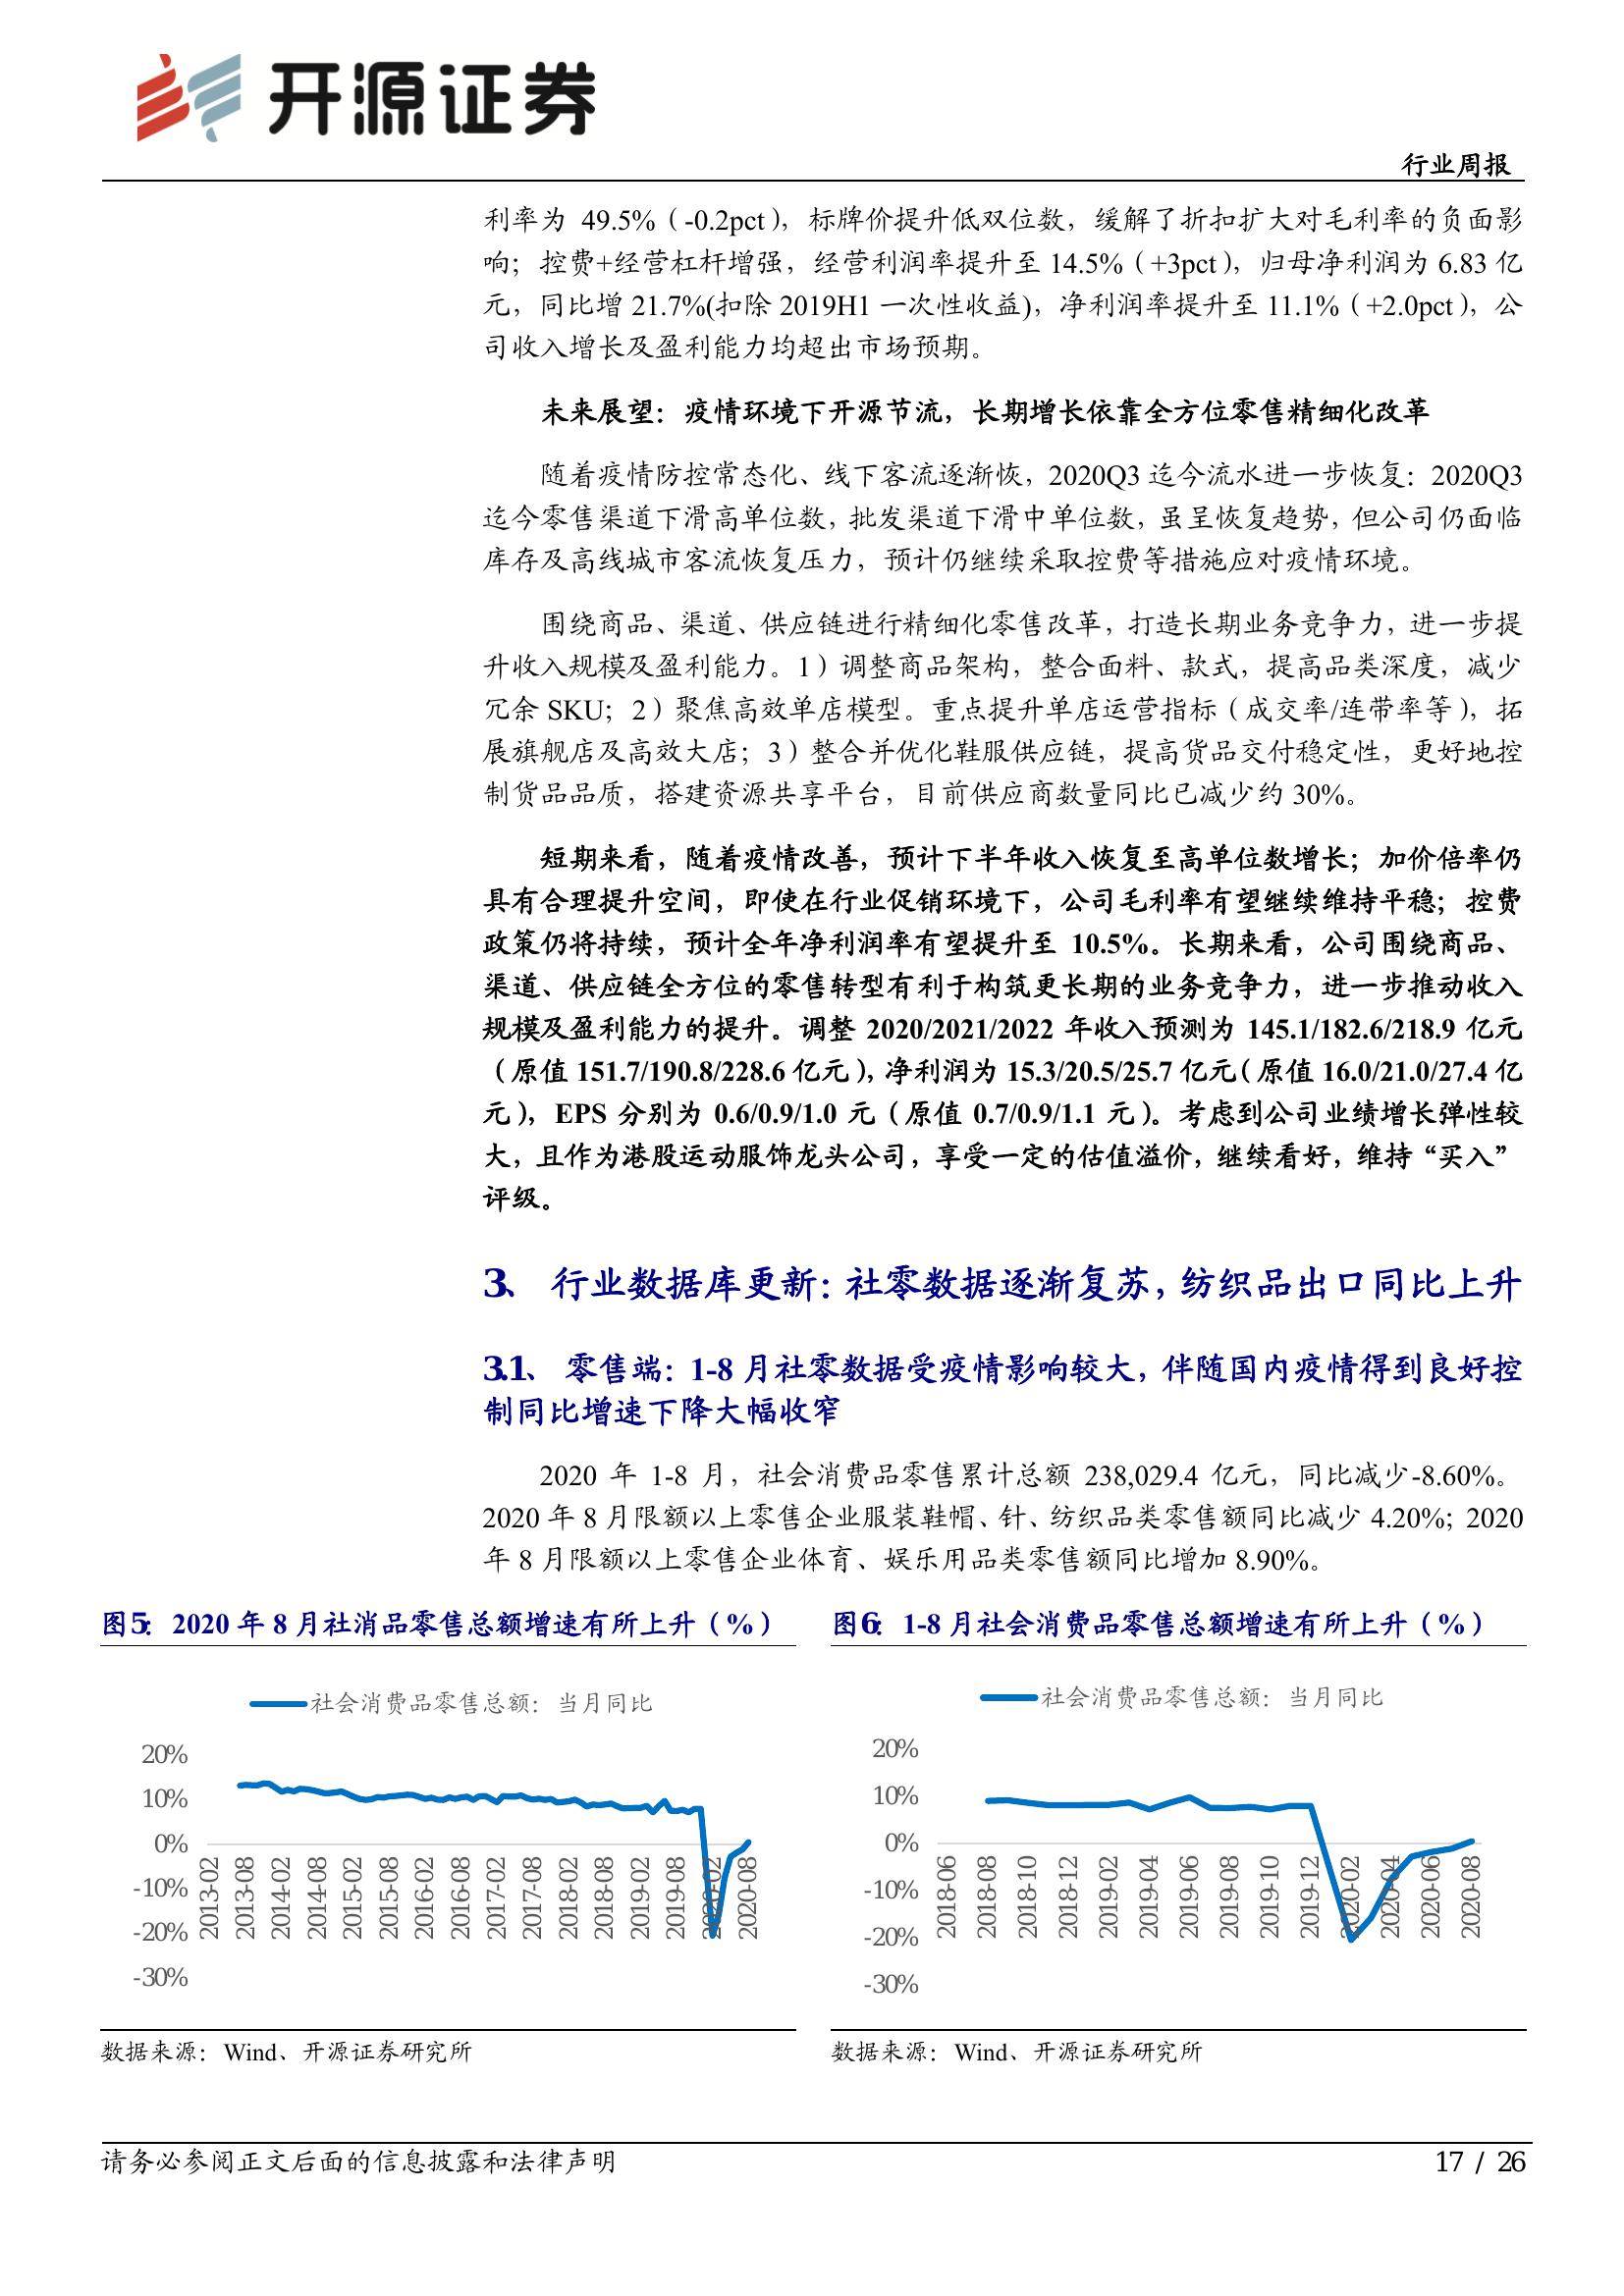 开源证券
行业周报
利率为 49.5%（-0.2pct），标牌价提升低双位数，缓解了折扣扩大对毛利率的负面影
响；控费+经营杠杆增强，经营利润率提升至 14.5%（+3pct），归母净利润为 6.83 亿
元，同比增 21.7%(扣除 2019H1 一次性收益)，净利润率提升至 11.1%（+2.0pct），公
司收入增长及盈利能力均超出市场预期。
未来展望：疫情环境下开源节流，长期增长依靠全方位零售精细化改革
随着疫情防控常态化、线下客流逐渐恢，2020Q3 迄今流水进一步恢复：2020Q3
迄今零售渠道下滑高单位数，批发渠道下滑中单位数，虽呈恢复趋势，但公司仍面临
库存及高线城市客流恢复压力，预计仍继续采取控费等措施应对疫情环境。
围绕商品、渠道、供应链进行精细化零售改革，打造长期业务竞争力，进一步提
升收入规模及盈利能力。1）调整商品架构，整合面料、款式，提高品类深度，减少
冗余 SKU；2）聚焦高效单店模型。重点提升单店运营指标（成交率/连带率等），拓
展旗舰店及高效大店；3）整合并优化鞋服供应链，提高货品交付稳定性，更好地控
制货品品质，搭建资源共享平台，目前供应商数量同比已减少约 30%。
短期来看，随着疫情改善，预计下半年收入恢复至高单位数增长；加价倍率仍
具有合理提升空间，即使在行业促销环境下，公司毛利率有望继续维持平稳；控费
政策仍将持续，预计全年净利润率有望提升至 10.5%。长期来看，公司围绕商品、
渠道、供应链全方位的零售转型有利于构筑更长期的业务竞争力，进一步推动收入
规模及盈利能力的提升。调整 2020/2021/2022 年收入预测为 145.1/182.6/218.9 亿元
（原值 151.7/190.8/228.6 亿元），净利润为 15.3/20.5/25.7 亿元（原值 16.0/21.0/27.4 亿
元），EPS 分别为 0.6/0.9/1.0 元（原值 0.7/0.9/1.1 元）。考虑到公司业绩增长弹性较
大，且作为港股运动服饰龙头公司，享受一定的估值溢价，继续看好，维持“买入”
评级。
3、 行业数据库更新：社零数据逐渐复苏，纺织品出口同比上升
3.1、 零售端：1-8 月社零数据受疫情影响较大，伴随国内疫情得到良好控
制同比增速下降大幅收窄
2020 年 1-8 月，社会消费品零售累计总额 238,029.4 亿元，同比减少-8.60%。
2020 年 8 月限额以上零售企业服装鞋帽、针、纺织品类零售额同比减少 4.20%；2020
年 8 月限额以上零售企业体育、娱乐用品类零售额同比增加 8.90%。
图5：2020 年 8 月社消品零售总额增速有所上升（%）
社会消费品零售总额：当月同比
20%
10%
0%
-10%
-20%
-30%
2013-02
2013-08
2014-02
2014-08
2015-02
2015-08
2016-02
2016-08
2017-02
2017-08
2018-02
2018-08
2019-02
2019-08
2020-02
2020-08
数据来源：Wind、开源证券研究所
图6：1-8 月社会消费品零售总额增速有所上升（%）
社会消费品零售总额：当月同比
20%
10%
0%
-10%
-20%
-30%
2018-06
2018-08
2018-10
2018-12
2019-02
2019-04
2019-06
2019-08
2019-10
2019-12
2020-02
2020-04
2020-06
2020-08
数据来源：Wind、开源证券研究所
请务必参阅正文后面的信息披露和法律声明
17 / 26